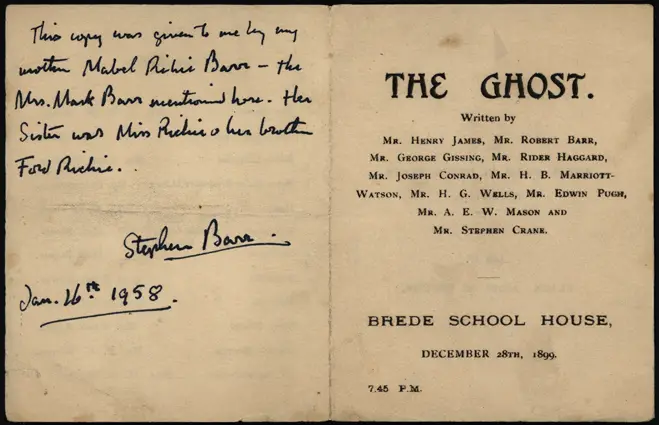 This copy was given to me by my
mother Mabel Richie Barr – the
Mrs. Mark Barr mentioned here. Her
Sister was Miss Richie & her brother
Ford Richie.
Stephen Barr.
Jan. 26th 1958.
THE GHOST.
Written by
MR. HENRY JAMES, MR. ROBERT BARR,
MR. GEORGE GISSING, MR. RIDER HAGGARD,
MR. JOSEPH CONRAD, MR. H. B. MARRIOTT-
WATSON, MR. H. G. WELLS, MR. EDWIN PUGH,
MR. A. E. W. MASON AND
MR. STEPHEN CRANE.
BREDE SCHOOL HOUSE,
DECEMBER 28TH, 1899.
7.45 P.M.